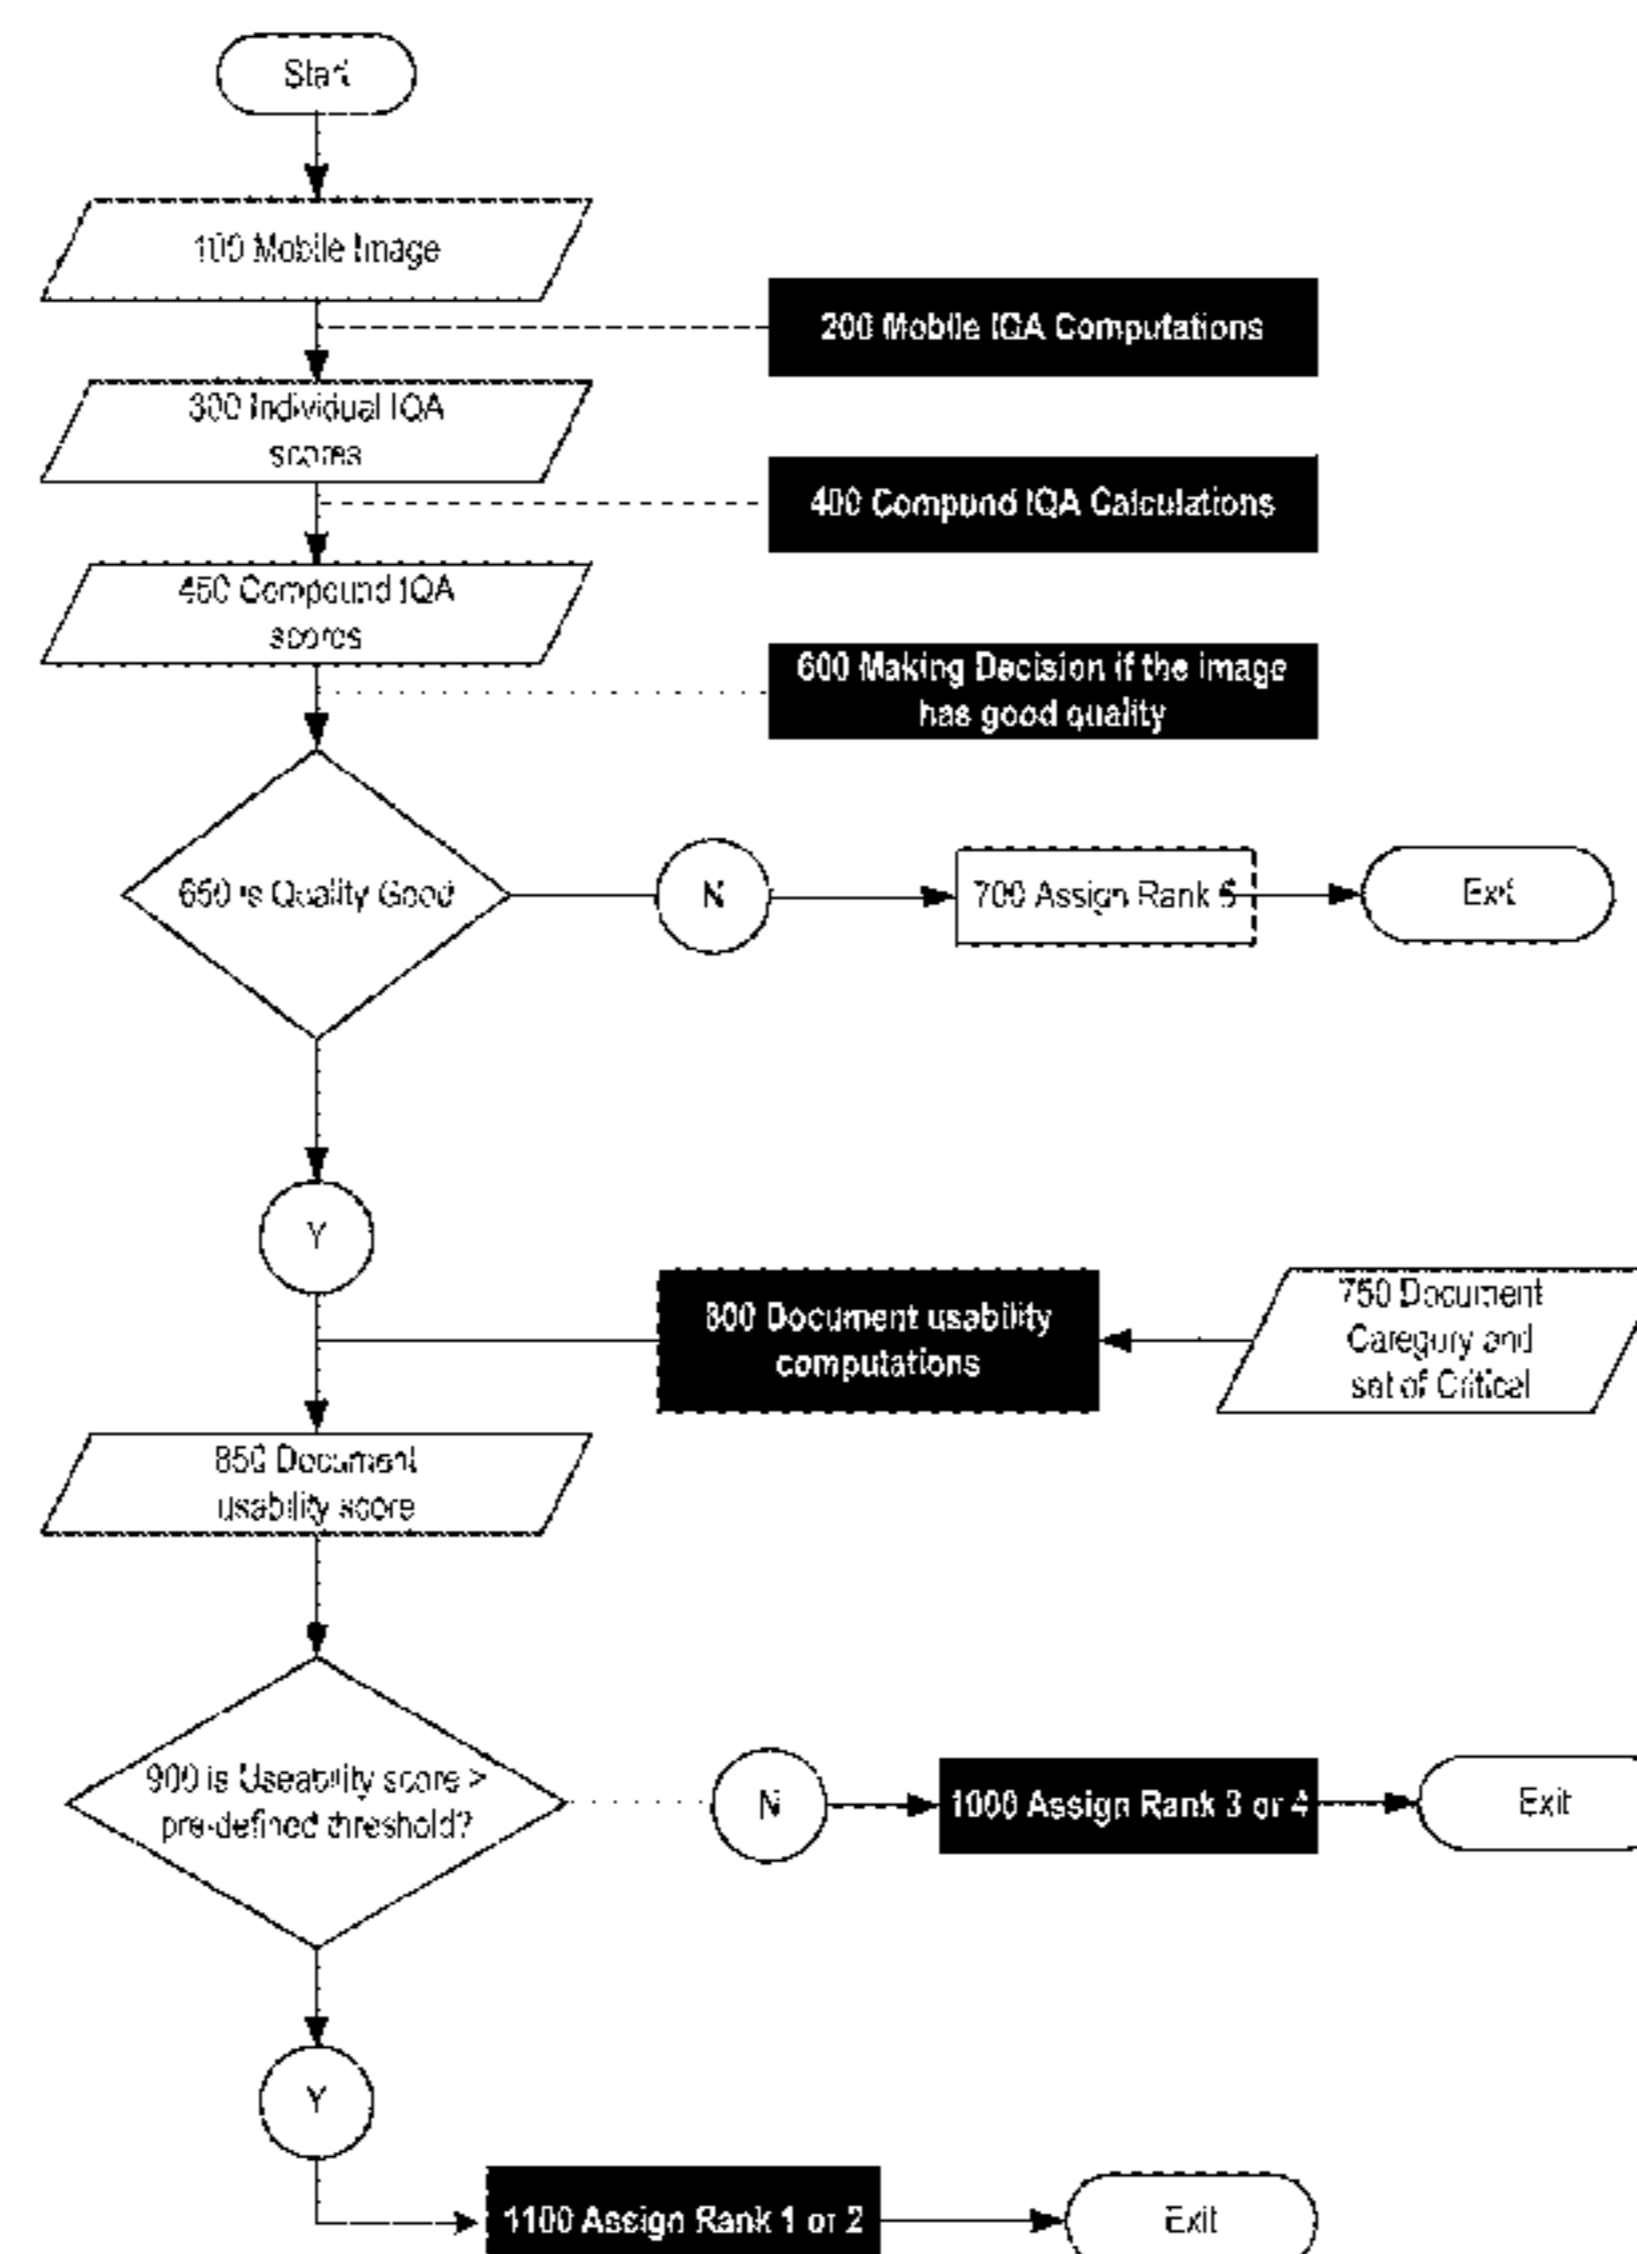 Start
100 Mobile Image
200 Mobile IQA Computations
300 Individual IQA
scores
400 Compund IQA Calculations
450 Compound IQA
scores
600 Making Decision if the image
has good quality
650 is Quality Good
N
700 Assign Rank 5
Exit
Y
800 Document usability
computations
750 Document
Caregury and
set of Critical
850 Document
usability score
900 is Useability score >
pre-defined threshold?
N
1000 Assign Rank 3 or 4
Exit
Y
1100 Assign Rank 1 or 2
Exit